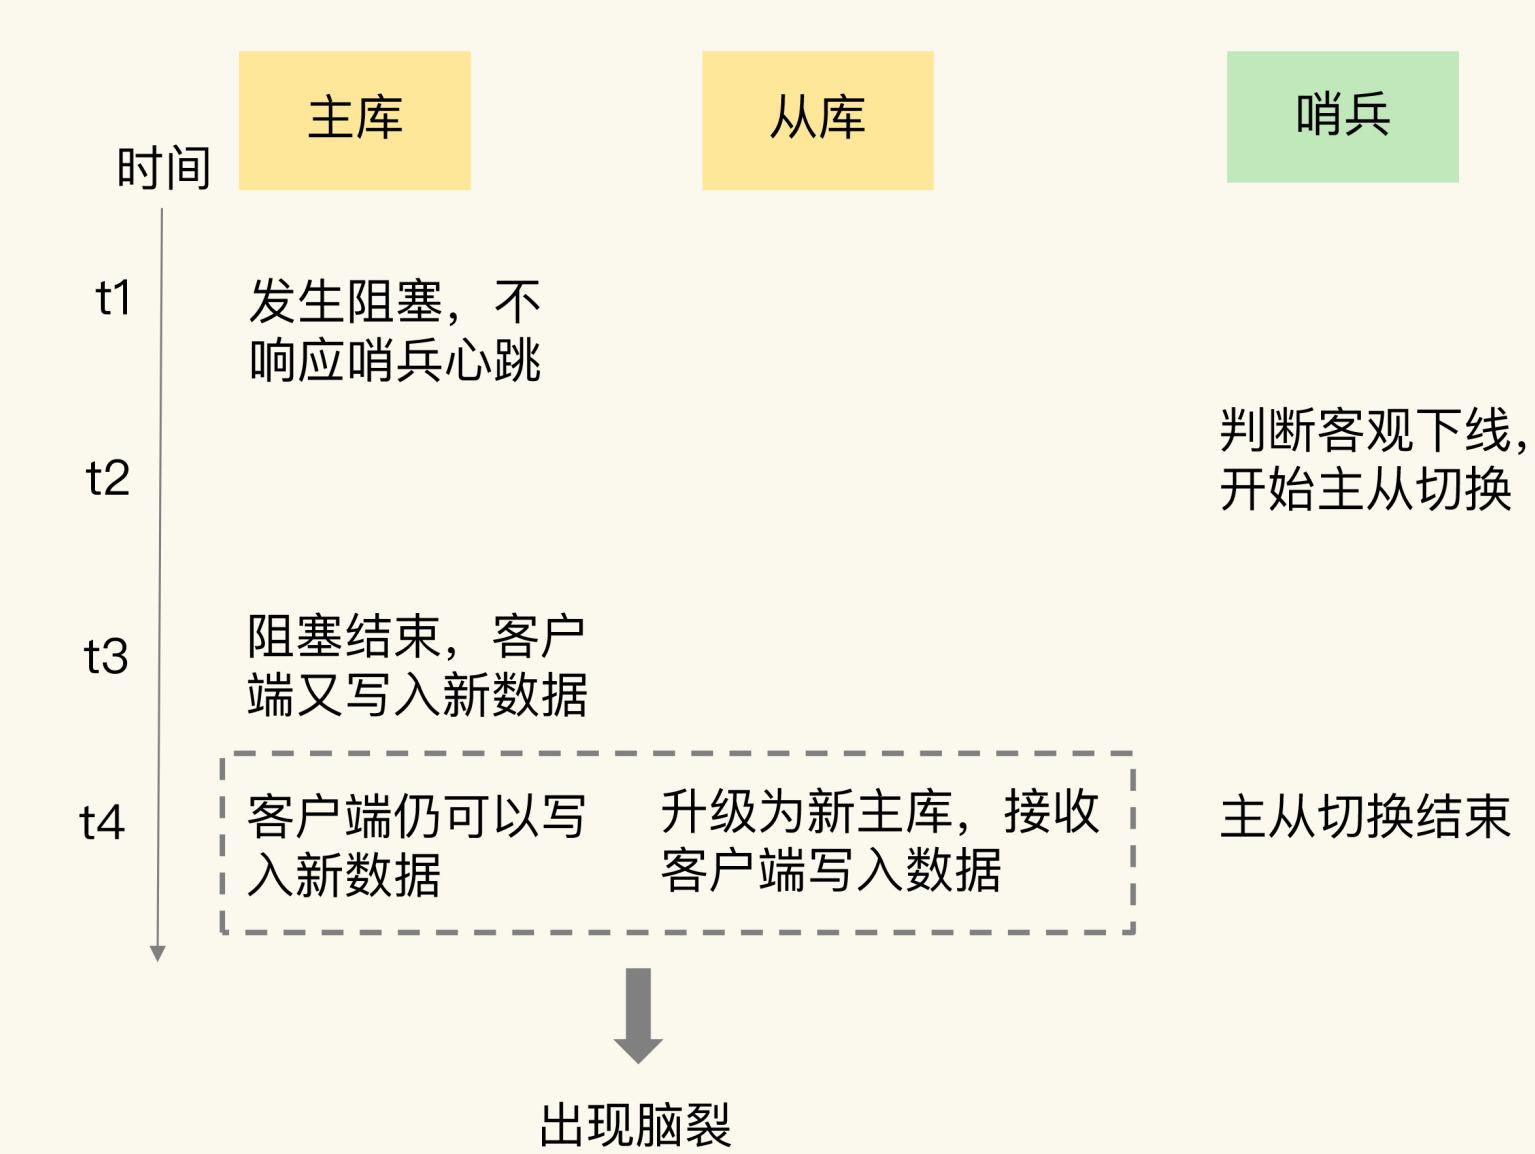 主库
从库
哨兵
时间
t1
发生阻塞，不
响应哨兵心跳
t2
判断客观下线，
开始主从切换
t3
阻塞结束，客户
端又写入新数据
t4
客户端仍可以写
入新数据
升级为新主库，接收
客户端写入数据
主从切换结束
出现脑裂